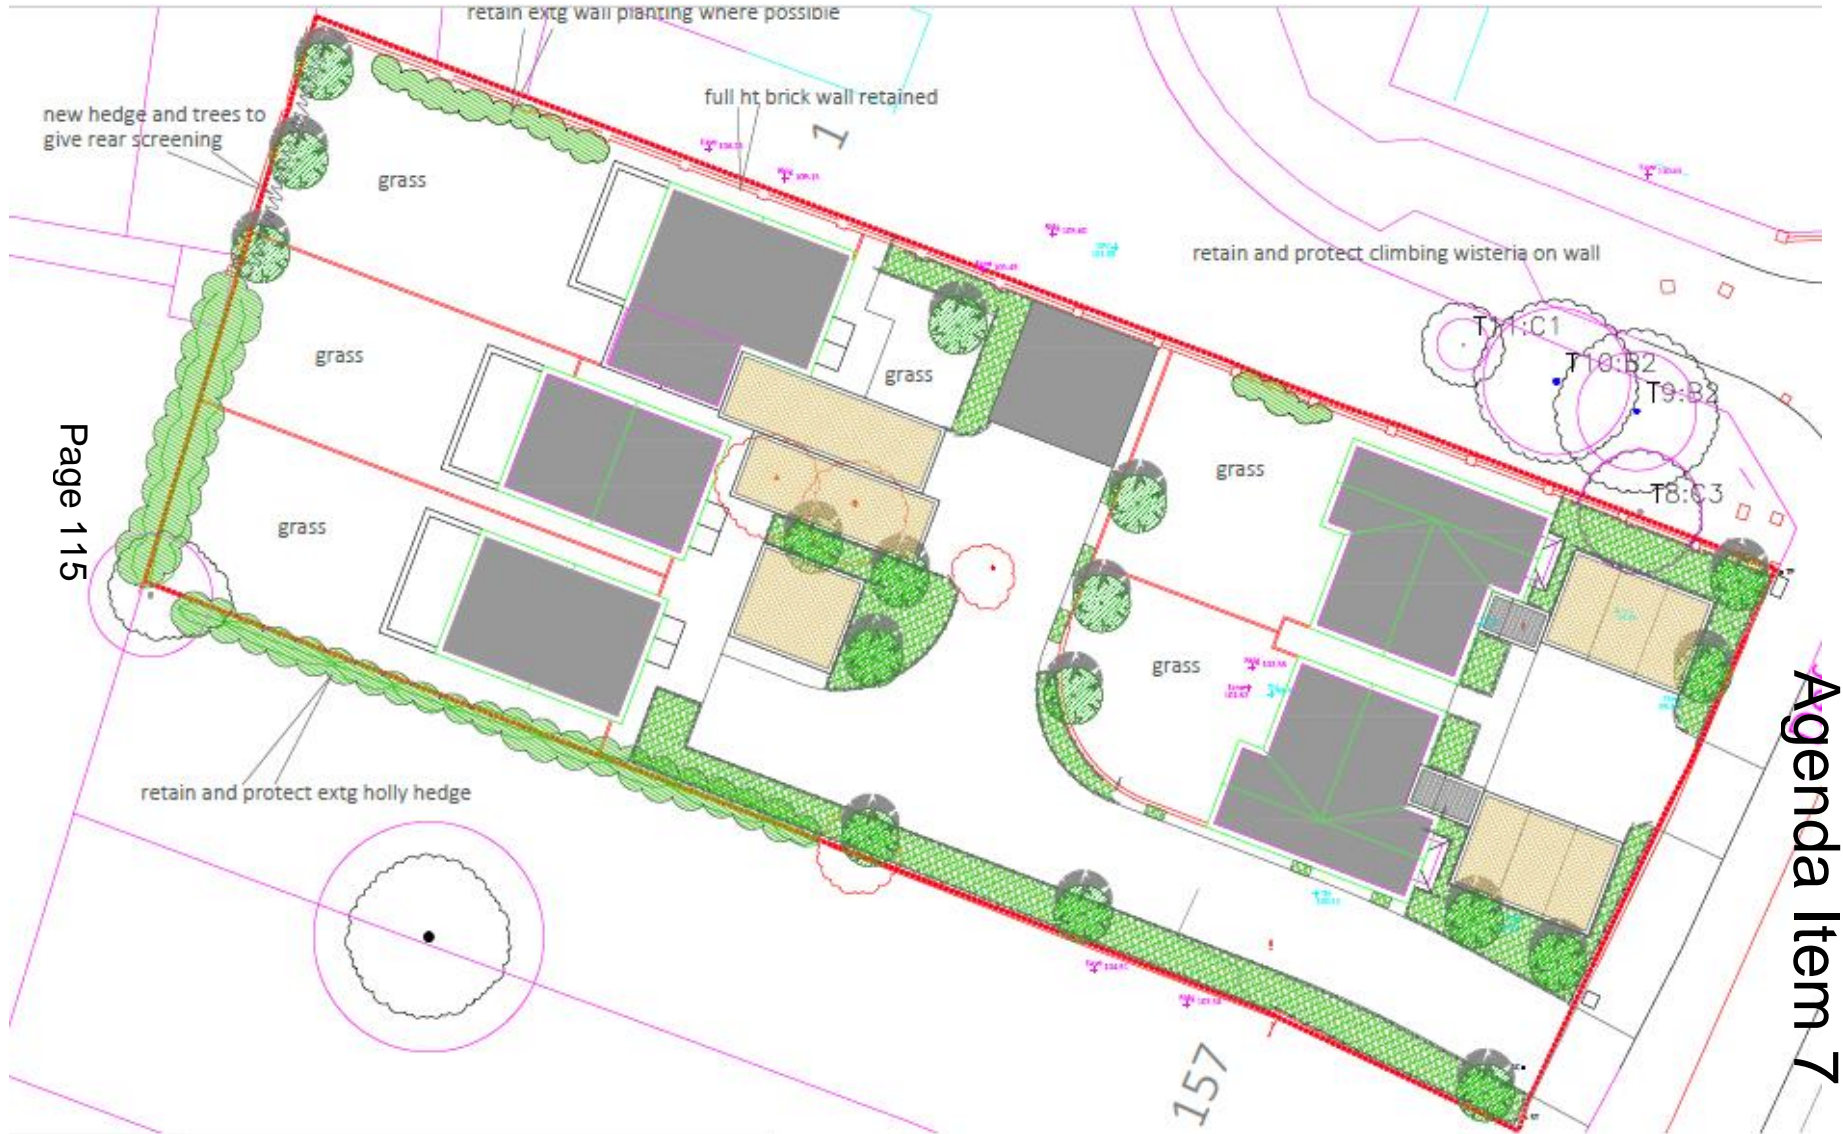 retain extg wall planting where possible
full ht brick wall retained
new hedge and trees to
give rear screening
1
grass
retain and protect climbing wisteria on wall
T11:C1
T10:B2
T9:B2
T8:C3
grass
grass
grass
grass
grass
grass
retain and protect extg holly hedge
157
Page 115
Agenda Item 7